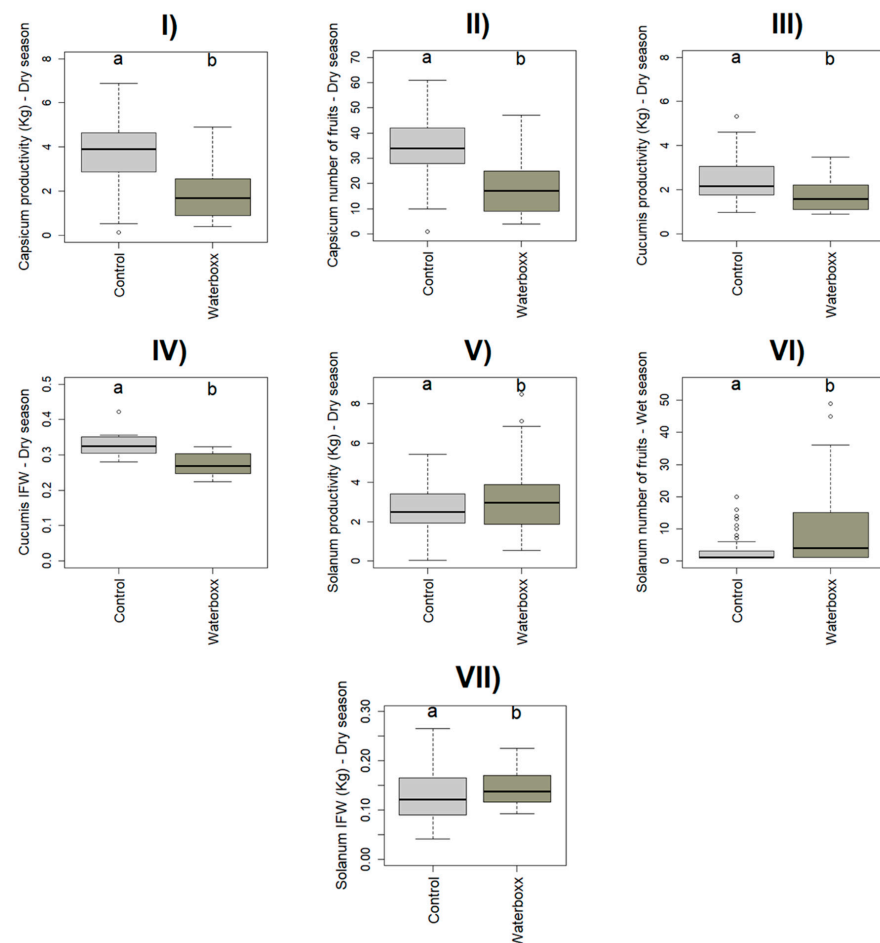 I)
a
b
Capsicum productivity (Kg) - Dry season
0
2
4
6
8
Control
Waterboxx
II)
a
b
Capsicum number of fruits - Dry season
0
10
20
30
40
50
60
70
Control
Waterboxx
III)
a
b
Cucumis productivity (Kg) - Dry season
0
2
4
6
8
Control
Waterboxx
IV)
a
b
Cucumis IFW - Dry season
0.0
0.1
0.2
0.3
0.4
0.5
Control
Waterboxx
V)
a
b
Solanum productivity (Kg) - Dry season
0
2
4
6
8
Control
Waterboxx
VI)
a
b
Solanum number of fruits - Wet season
0
10
20
30
40
50
Control
Waterboxx
VII)
a
b
Solanum IFW (Kg) - Dry season
0.00
0.10
0.20
0.30
Control
Waterboxx